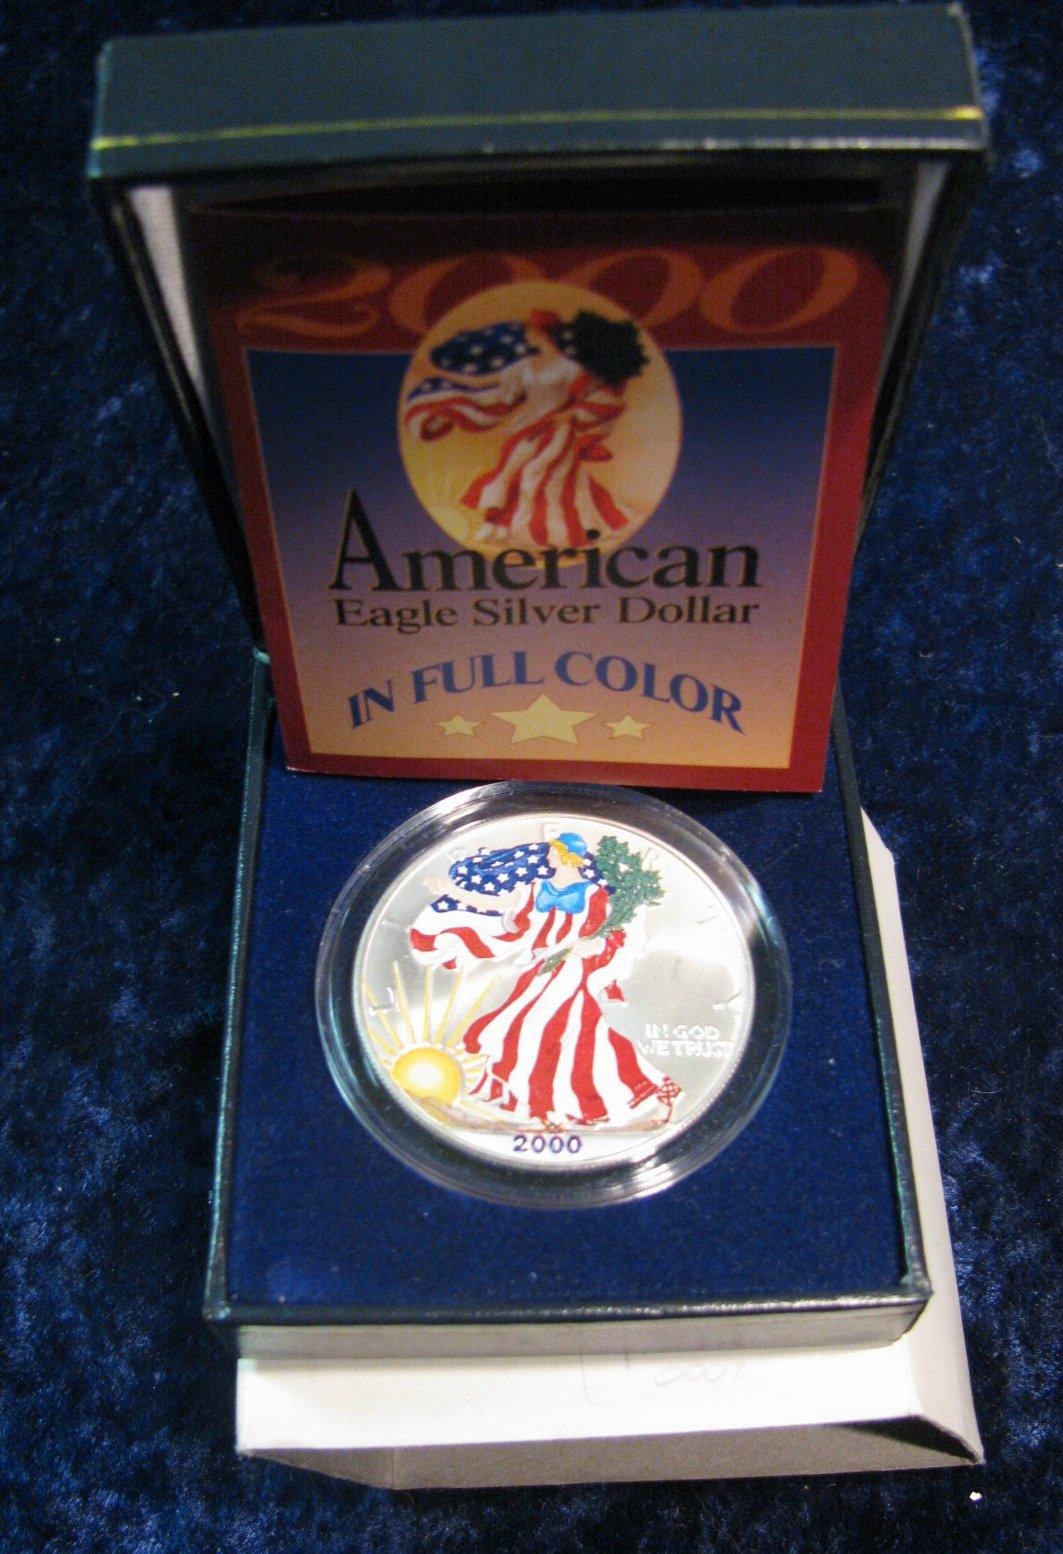 2000
American
Eagle Silver Dollar
IN FULL COLOR
IN GOD
WE TRUST
2000